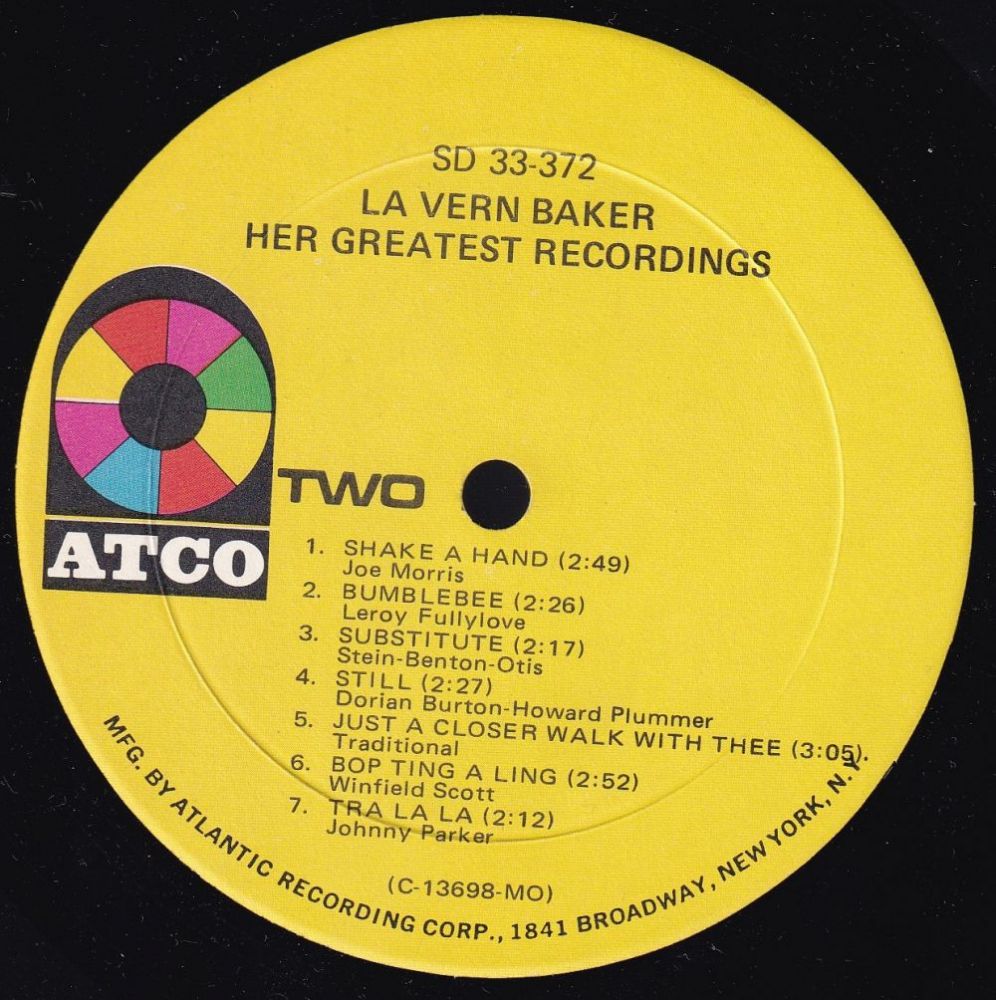 SD 33-372
LA VERN BAKER
HER GREATEST RECORDINGS
ATCO
TWO
1. SHAKE A HAND (2:49)
Joe Morris
2. BUMBLEBEE (2:26)
Leroy Fullylove
3. SUBSTITUTE (2:17)
Stein-Benton-Otis
4. STILL (2:27)
Dorian Burton-Howard Plummer
5. JUST A CLOSER WALK WITH THEE (3:05)
Traditional
6. BOP TING A LING (2:52)
Winfield Scott
7. TRA LA LA (2:12)
Johnny Parker
(C-13698-MO)
MFG. BY ATLANTIC RECORDING CORP., 1841 BROADWAY, NEW YORK, N.Y.